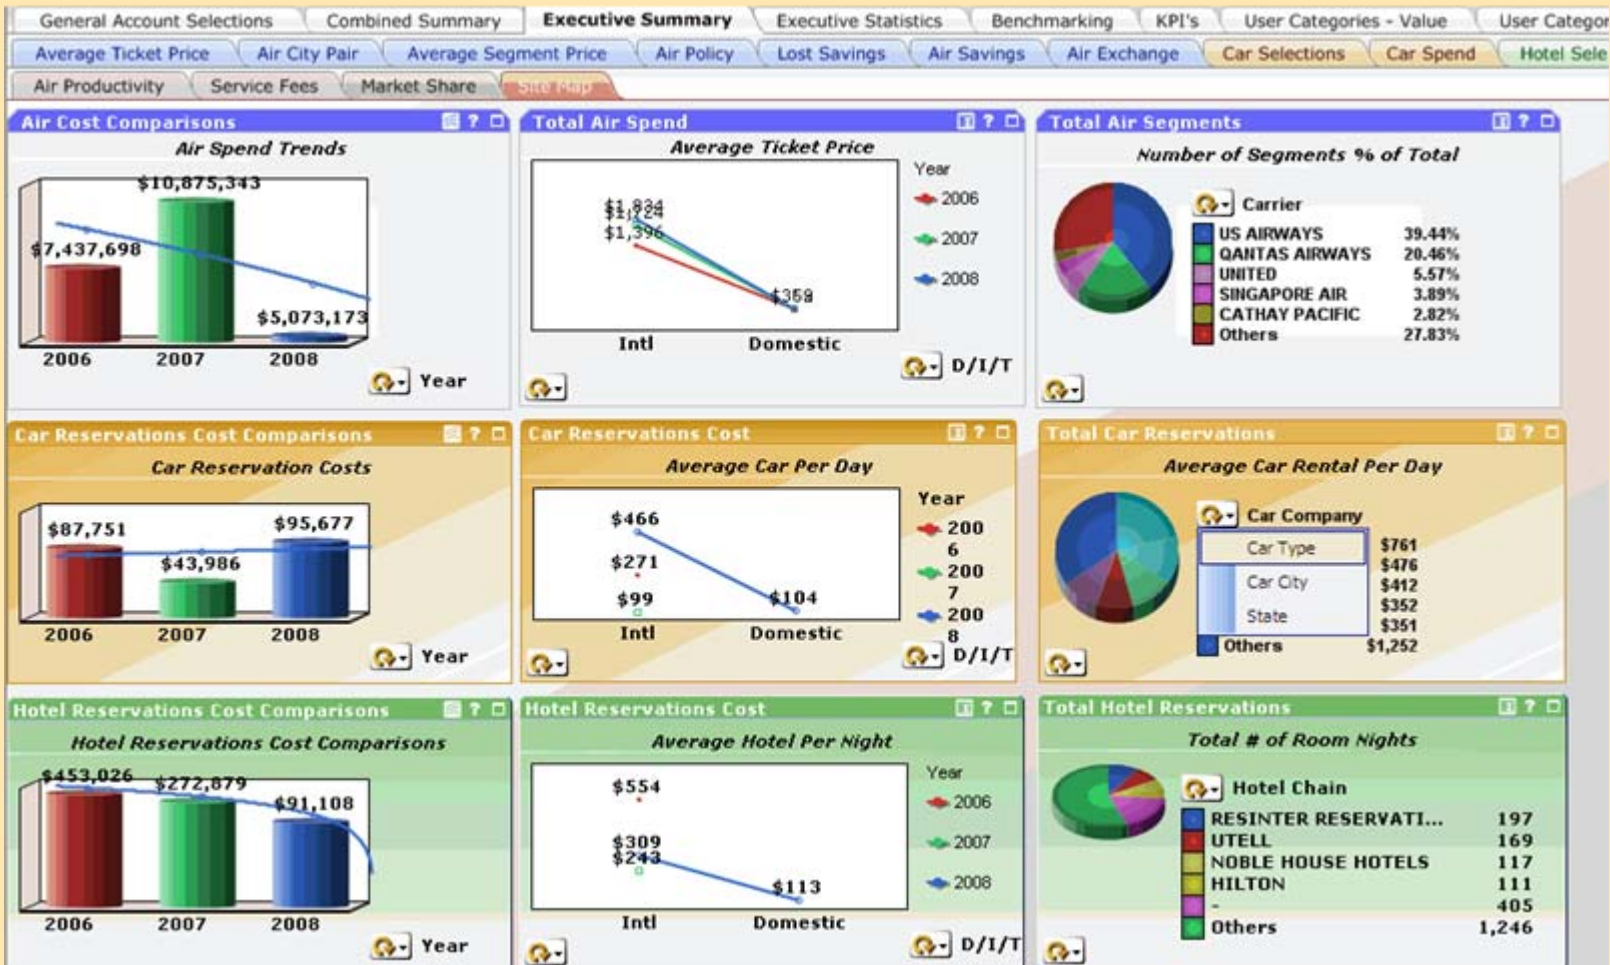 General Account Selections
Combined Summary
Executive Summary
Executive Statistics
Benchmarking
KPI's
User Categories - Value
User Categor
Average Ticket Price
Air City Pair
Average Segment Price
Air Policy
Lost Savings
Air Savings
Air Exchange
Car Selections
Car Spend
Hotel Sele
Air Productivity
Service Fees
Market Share
Site Map
Air Cost Comparisons
Air Spend Trends
$10,875,343
$7,437,698
$5,073,173
2006 2007 2008
Year
Total Air Spend
Average Ticket Price
$1,834
$1,724
$1,396
Intl Domestic
Year
2006
2007
2008
D/I/T
Total Air Segments
Number of Segments % of Total
Carrier
US AIRWAYS 39.44%
QANTAS AIRWAYS 20.46%
UNITED 5.57%
SINGAPORE AIR 3.89%
CATHAY PACIFIC 2.82%
Others 27.83%
Car Reservations Cost Comparisons
Car Reservation Costs
$87,751
$43,986
$95,677
2006 2007 2008
Year
Car Reservations Cost
Average Car Per Day
$466
$271
$99
$104
Intl Domestic
Year
200
6
200
7
200
8
D/I/T
Total Car Reservations
Average Car Rental Per Day
Car Company
Car Type
Car City
State
$761
$476
$412
$352
$351
Others $1,252
Hotel Reservations Cost Comparisons
Hotel Reservations Cost Comparisons
$453,026
$272,879
$91,108
2006 2007 2008
Year
Hotel Reservations Cost
Average Hotel Per Night
$554
$309
$243
$113
Intl Domestic
Year
2006
2007
2008
D/I/T
Total Hotel Reservations
Total # of Room Nights
Hotel Chain
RESINTER RESERVATI... 197
UTELL 169
NOBLE HOUSE HOTELS 117
HILTON 111
- 405
Others 1,246